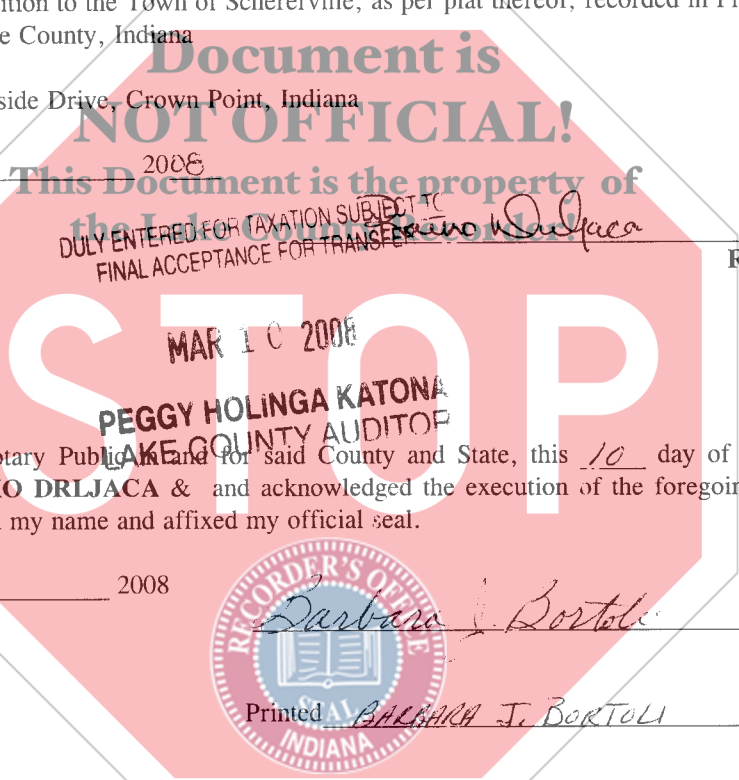 ition to the Town of Schererville, as per plat thereof, recorded in Pl
e County, Indiana
Document is
side Drive, Crown Point, Indiana
NOT OFFICIAL!
2008
This Document is the property of
the Lake County Recorder!
DULY ENTERED FOR TAXATION SUBJECT TO
FINAL ACCEPTANCE FOR TRANSFER
STOP
MAR 10 2008
PEGGY HOLINGA KATONA
LAKE COUNTY AUDITOR
otary Public in and for said County and State, this 10 day of
KO DRLJACA & and acknowledged the execution of the foregoin
d my name and affixed my official seal.
2008
RECORDER'S OFFICE
SEAL
INDIANA
Barbara J. Bortoli
Printed BARBARA J. BORTOLI